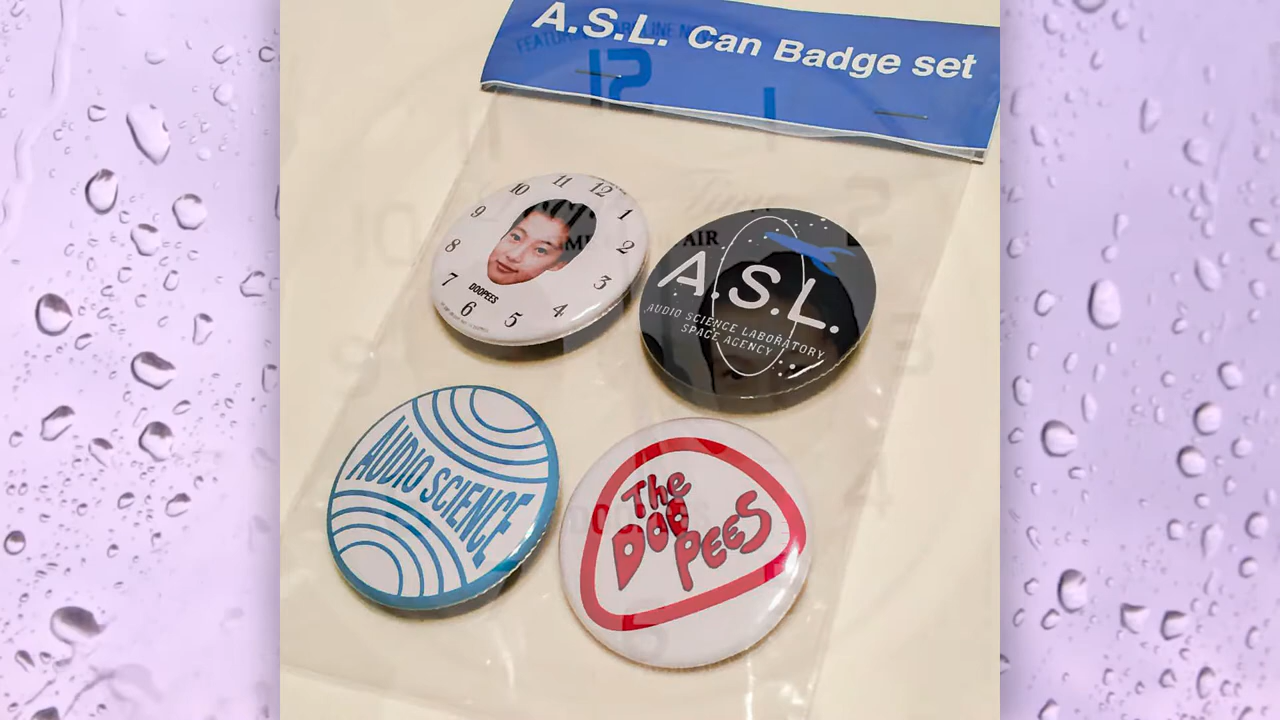 A.S.L. Can Badge set
11
12
10
1
9
2
8
3
7
4
6
5
DOOPEES
AIR
A.S.L.
AUDIO SCIENCE LABORATORY
SPACE AGENCY
AUDIO SCIENCE
The
DOO
PEES